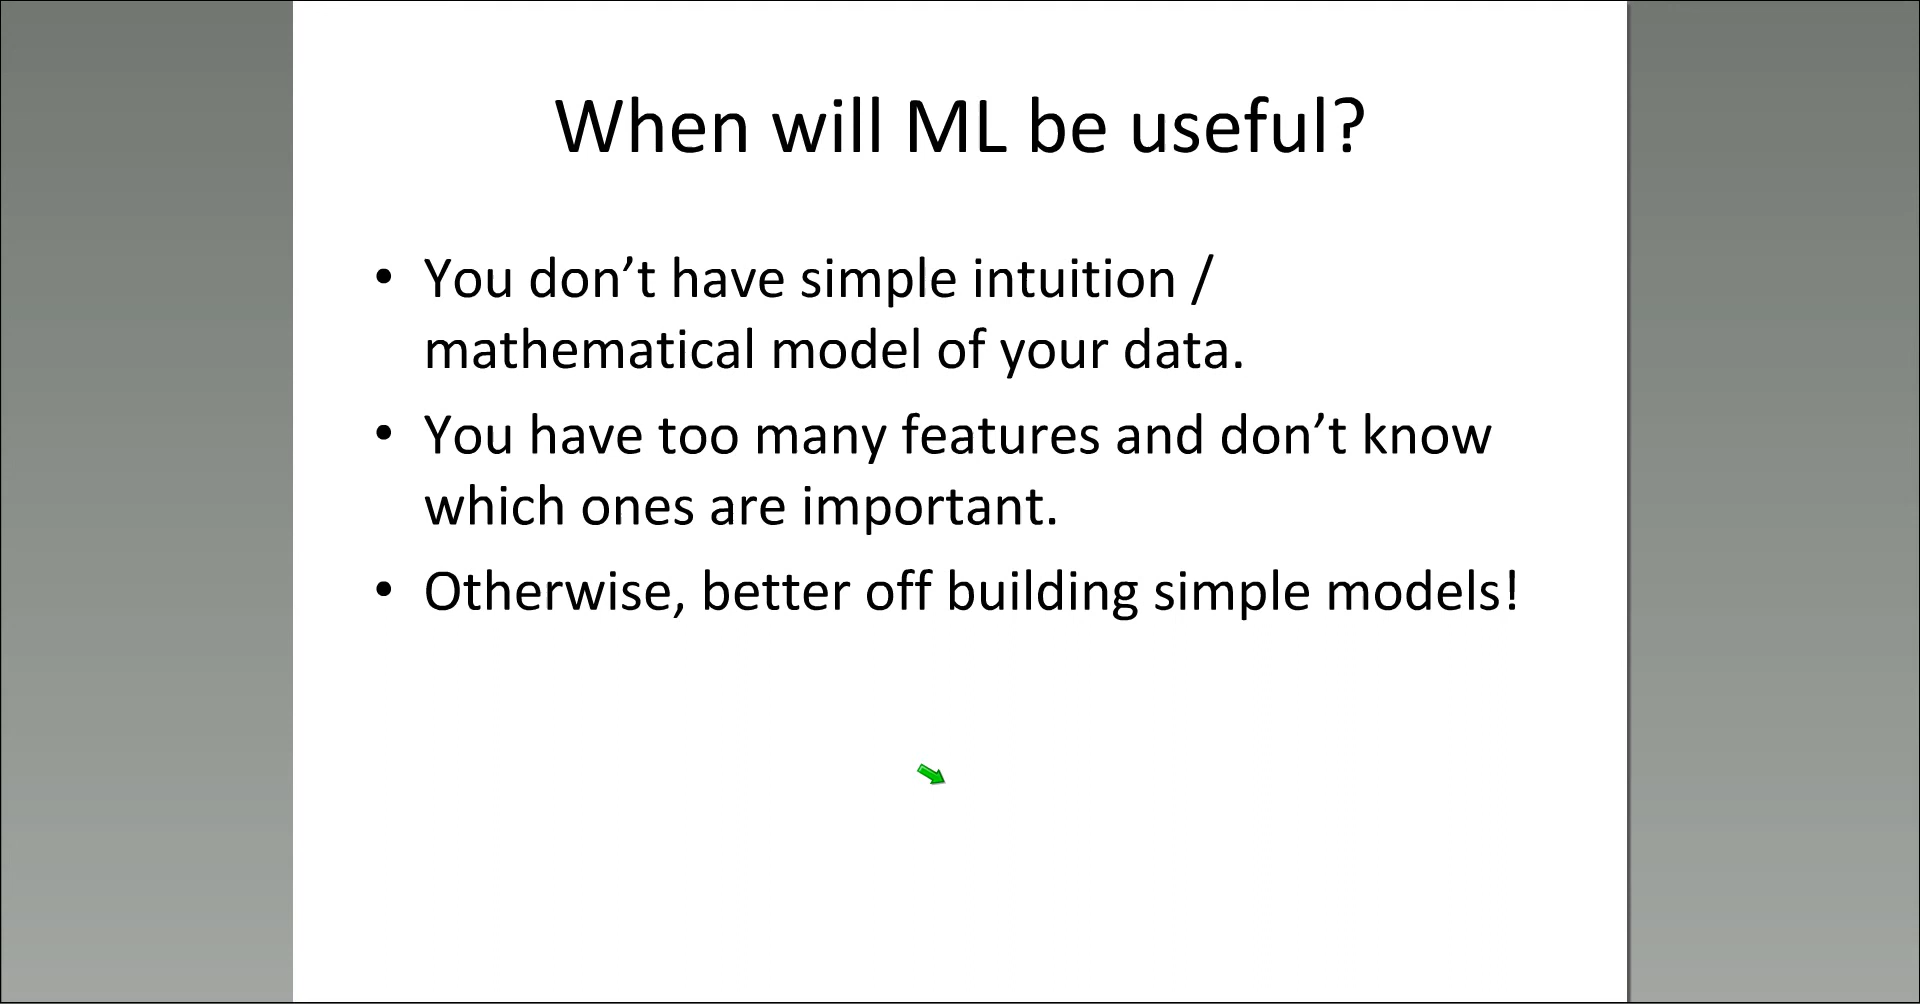 When will ML be useful?
• You don’t have simple intuition /
mathematical model of your data.
• You have too many features and don’t know
which ones are important.
• Otherwise, better off building simple models!